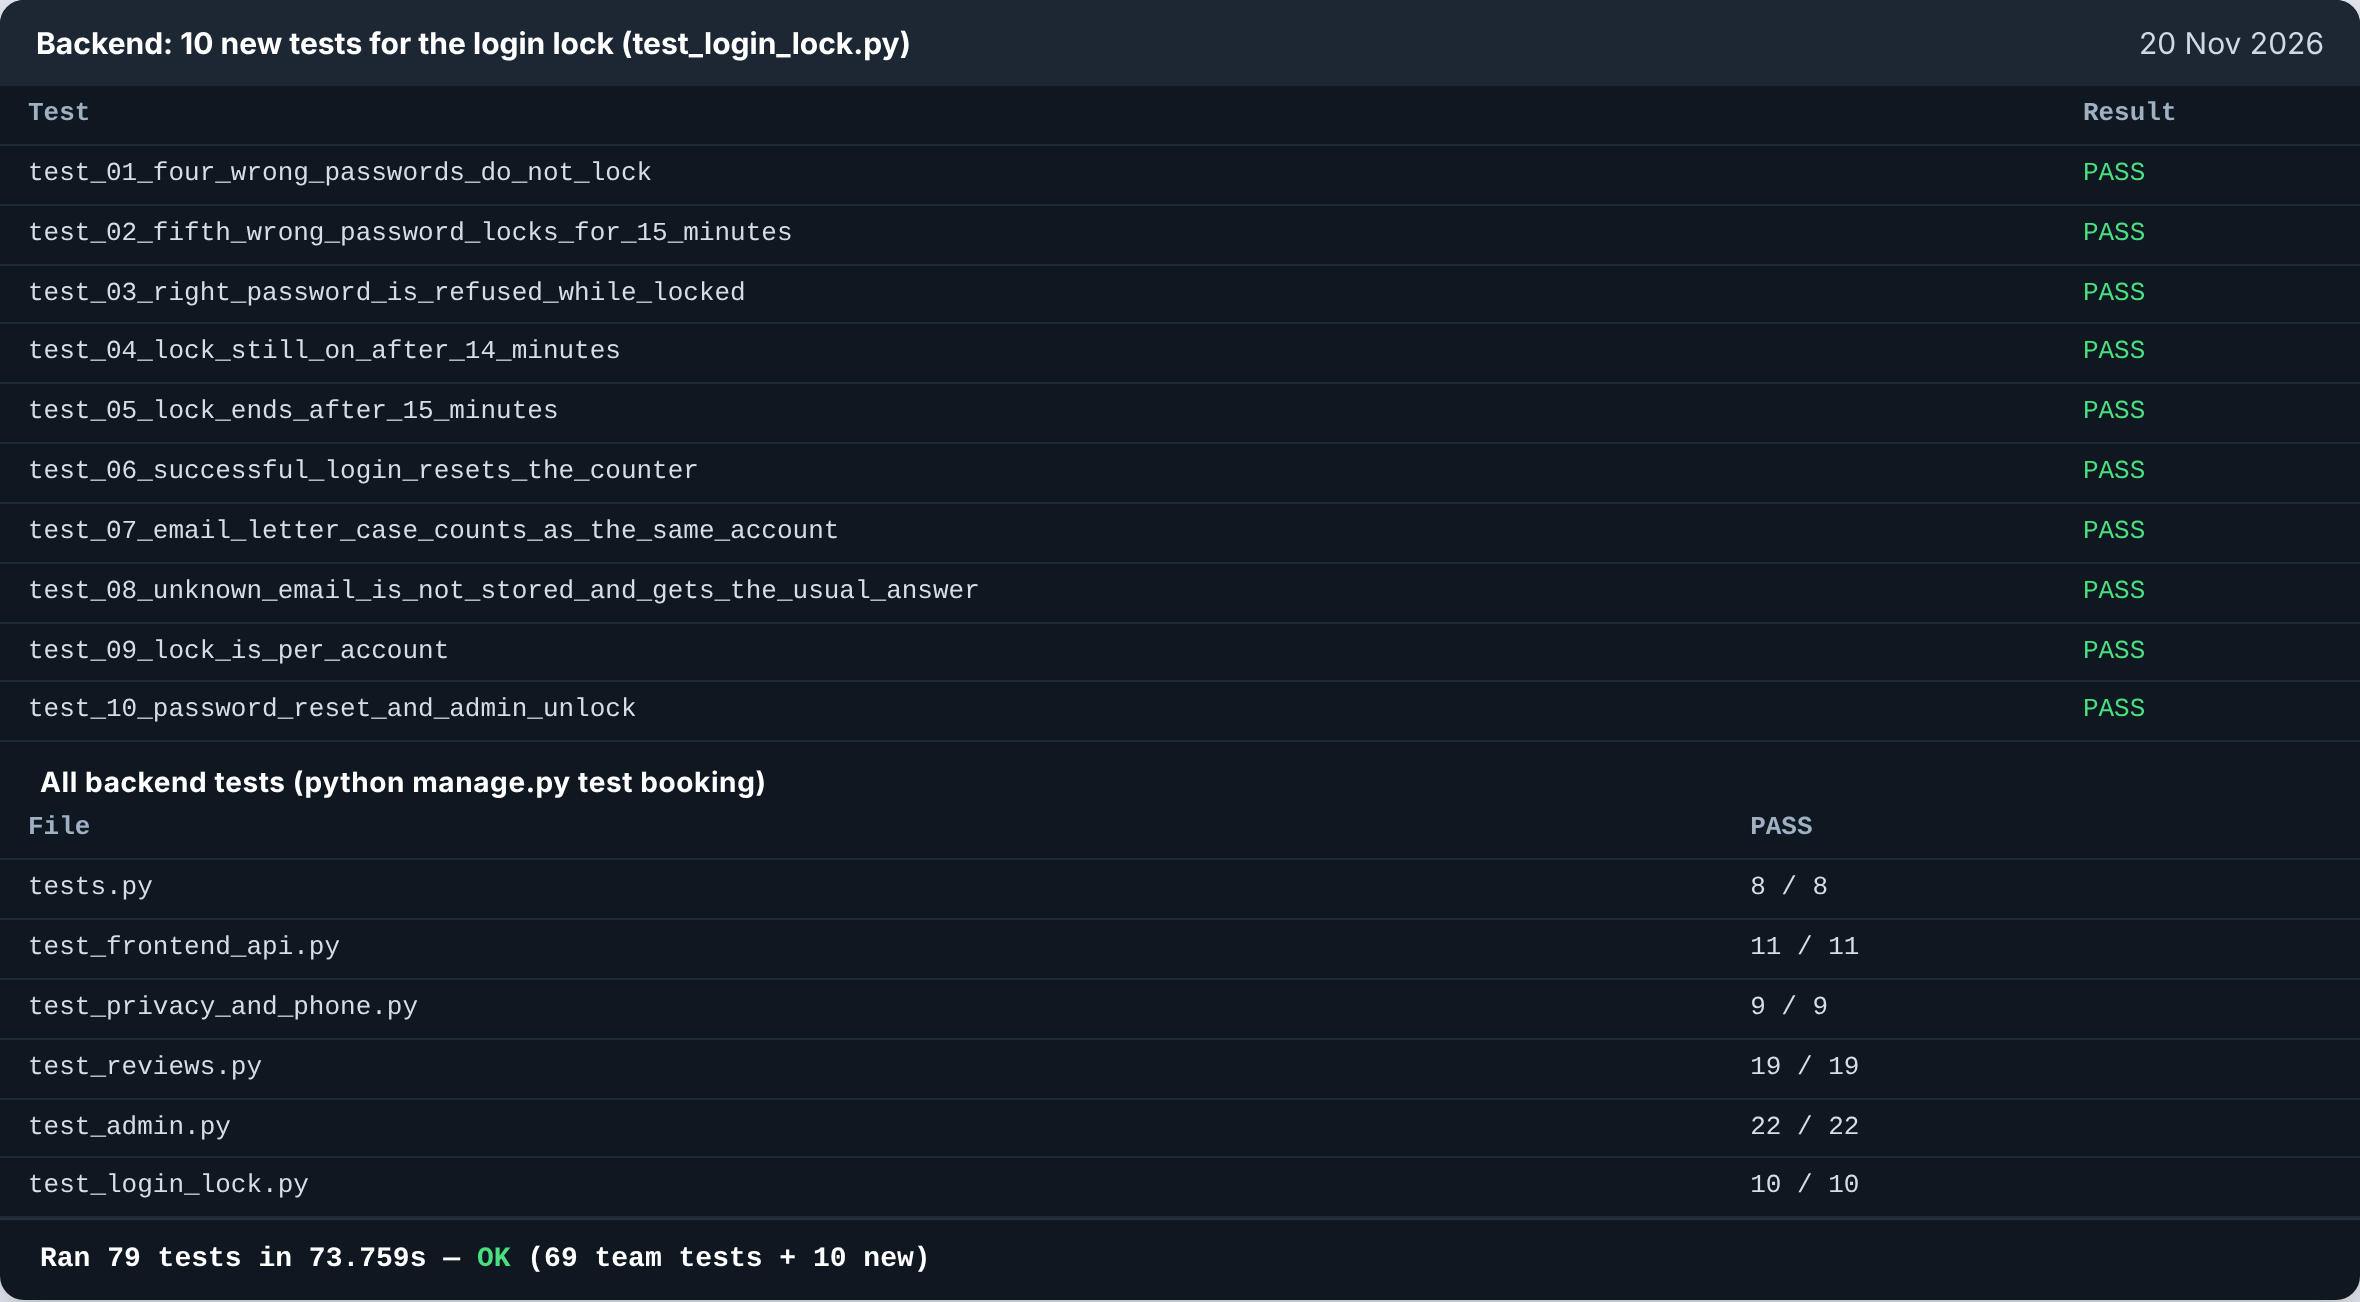 Backend: 10 new tests for the login lock (test_login_lock.py) 20 Nov 2026
Test Result
test_01_four_wrong_passwords_do_not_lock PASS
test_02_fifth_wrong_password_locks_for_15_minutes PASS
test_03_right_password_is_refused_while_locked PASS
test_04_lock_still_on_after_14_minutes PASS
test_05_lock_ends_after_15_minutes PASS
test_06_successful_login_resets_the_counter PASS
test_07_email_letter_case_counts_as_the_same_account PASS
test_08_unknown_email_is_not_stored_and_gets_the_usual_answer PASS
test_09_lock_is_per_account PASS
test_10_password_reset_and_admin_unlock PASS
All backend tests (python manage.py test booking)
File PASS
tests.py 8 / 8
test_frontend_api.py 11 / 11
test_privacy_and_phone.py 9 / 9
test_reviews.py 19 / 19
test_admin.py 22 / 22
test_login_lock.py 10 / 10
Ran 79 tests in 73.759s — OK (69 team tests + 10 new)